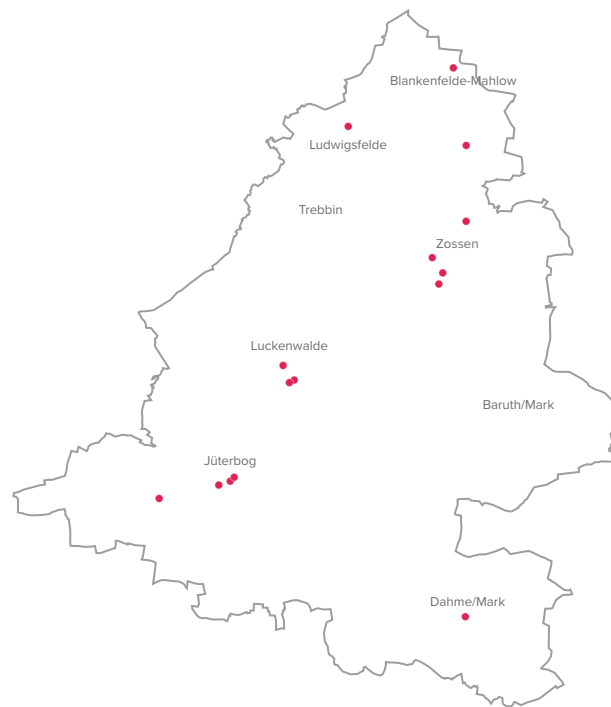 Blankenfelde-Mahlow
Ludwigsfelde
Trebbin
Zossen
Luckenwalde
Baruth/Mark
Jüterbog
Dahme/Mark